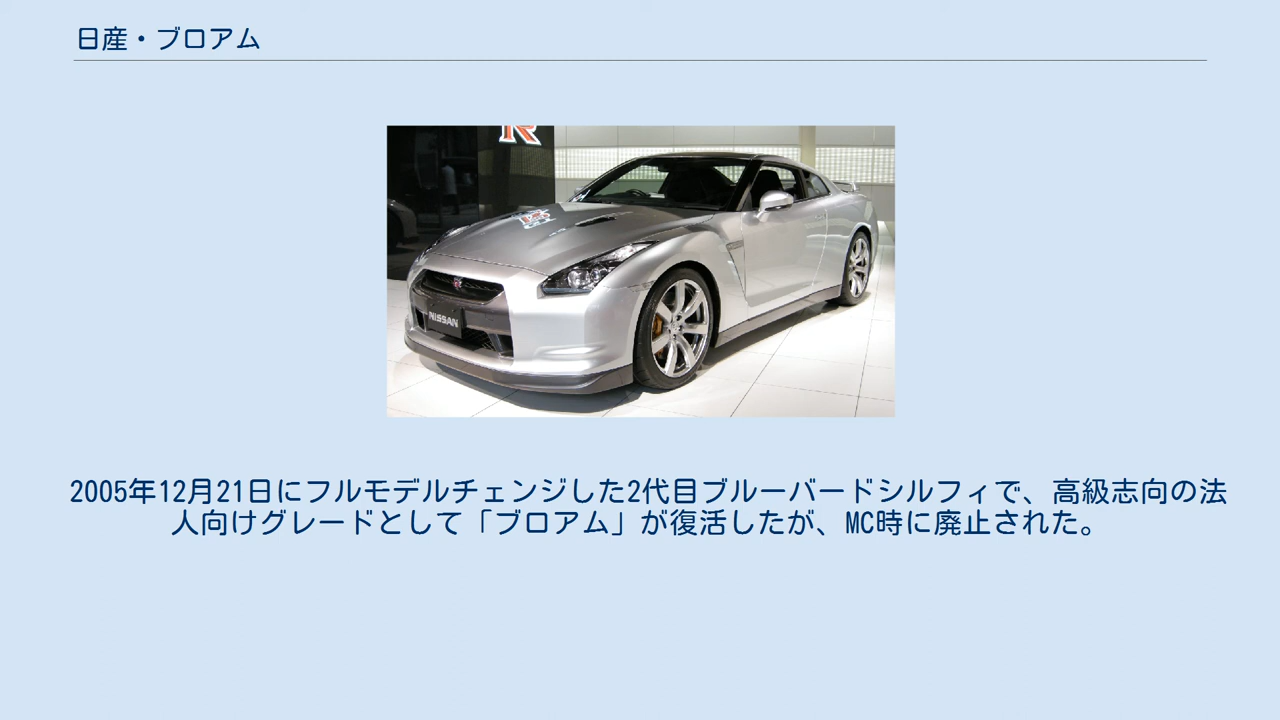 日産・ブロアム
R
NISSAN
2005年12月21日にフルモデルチェンジした2代目ブルーバードシルフィで、高級志向の法
人向けグレードとして「ブロアム」が復活したが、MC時に廃止された。